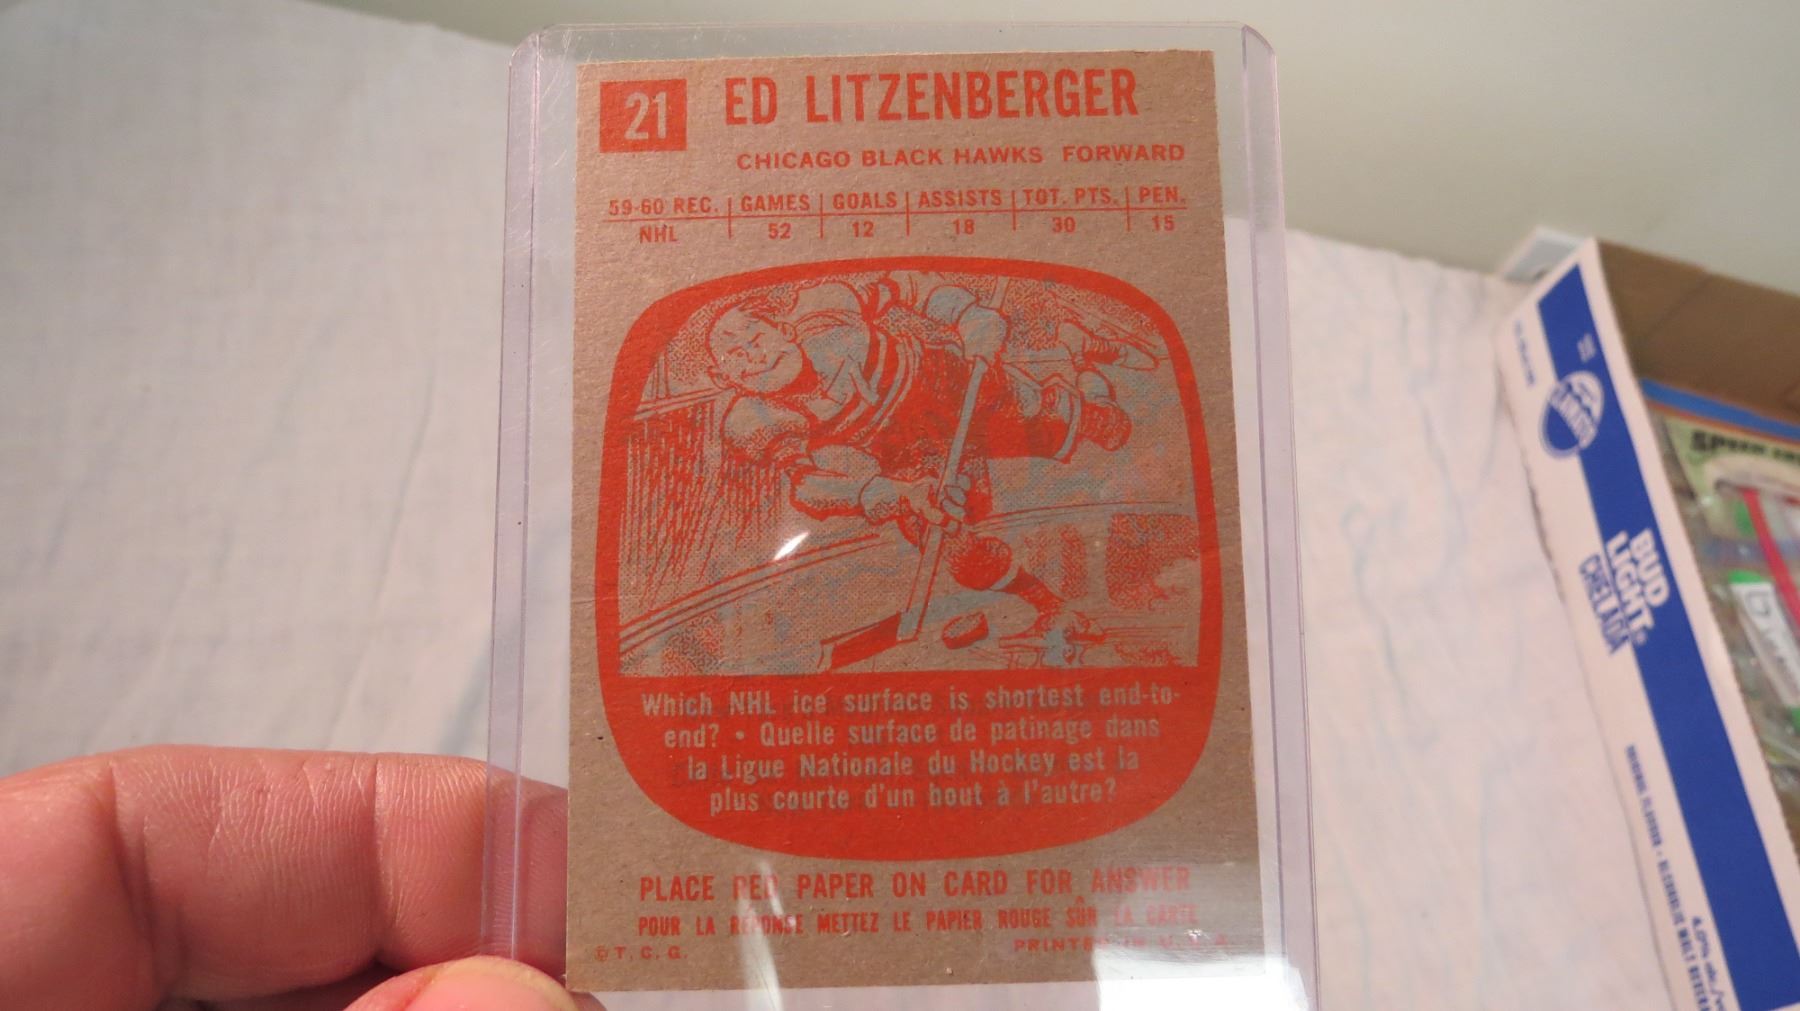 21
ED LITZENBERGER
CHICAGO BLACK HAWKS FORWARD
59-60 REC. GAMES GOALS ASSISTS TOT. PTS. PEN.
NHL 52 12 18 30 15
Which NHL ice surface is shortest end-to-
end? • Quelle surface de patinage dans
la Ligue Nationale du Hockey est la
plus courte d'un bout à l'autre?
PLACE RED PAPER ON CARD FOR ANSWER
POUR LA RÉPONSE METTEZ LE PAPIER ROUGE SÛR LA CARTE
© T. C. G. PRINTED IN U. S. A.
BUD
LIGHT
CHELADA